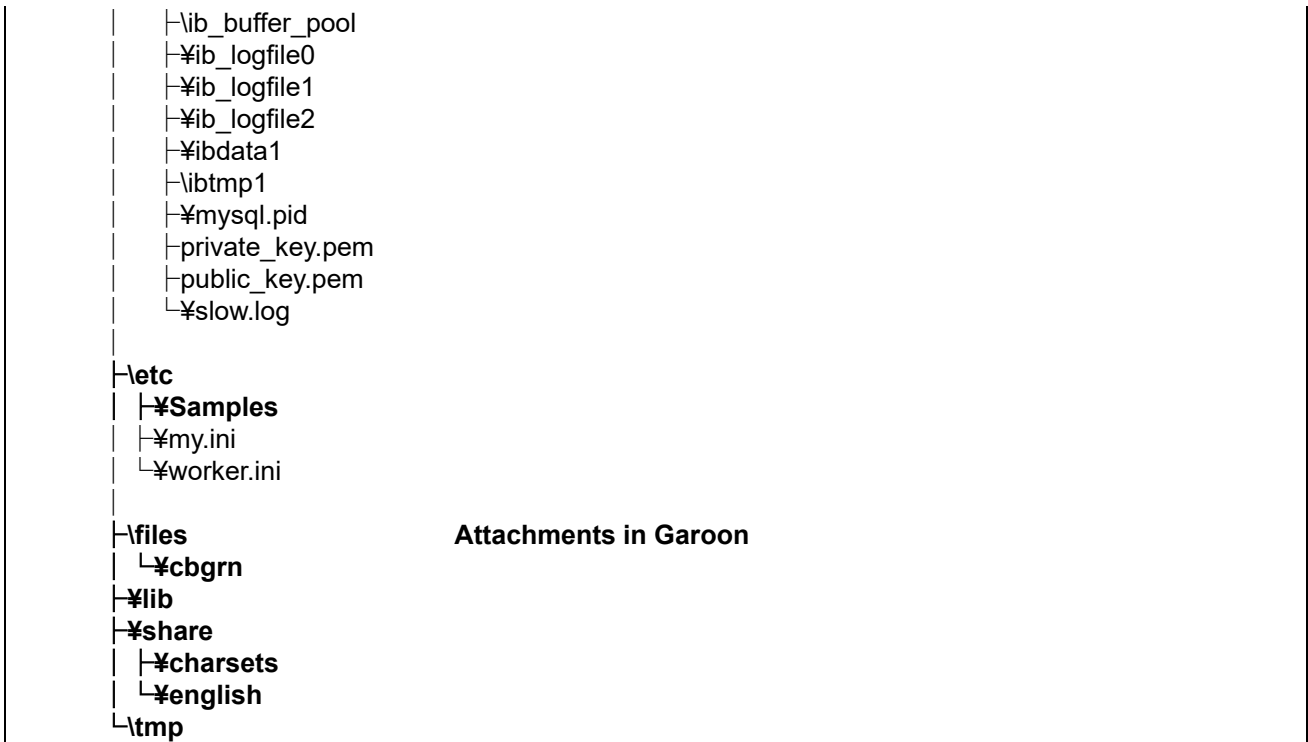 │ ├\ib_buffer_pool
│ ├¥ib_logfile0
│ ├¥ib_logfile1
│ ├¥ib_logfile2
│ ├¥ibdata1
│ ├\ibtmp1
│ ├¥mysql.pid
│ ├private_key.pem
│ ├public_key.pem
│ └¥slow.log
│
├\etc
│ ├¥Samples
│ ├¥my.ini
│ └¥worker.ini
│
├\files Attachments in Garoon
│ └¥cbgrn
├¥lib
├¥share
│ ├¥charsets
│ └¥english
└\tmp